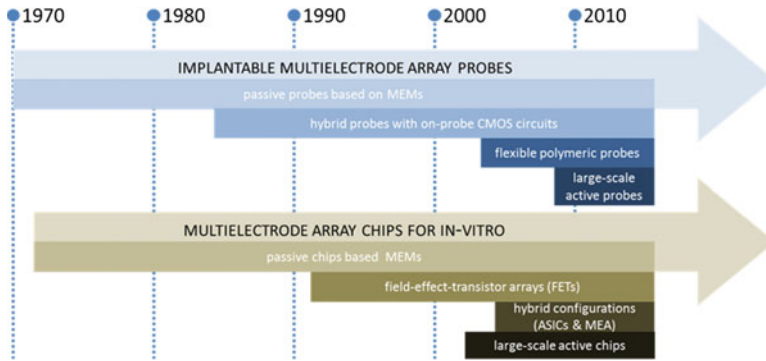 1970 1980 1990 2000 2010
IMPLANTABLE MULTIELECTRODE ARRAY PROBES
passive probes based on MEMs
hybrid probes with on-probe CMOS circuits
flexible polymeric probes
large-scale
active probes
MULTIELECTRODE ARRAY CHIPS FOR IN-VITRO
passive chips based MEMs
field-effect-transistor arrays (FETs)
hybrid configurations
(ASICs & MEA)
large-scale active chips